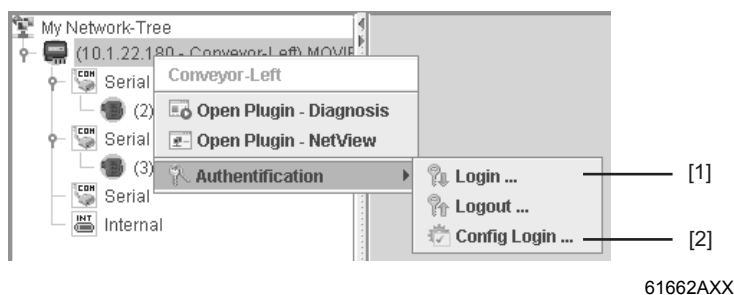 My Network-Tree
(10.1.22.180 - Conveyor-Left) MOVIF
Serial
(2)
Serial
(3)
Serial
Internal
Conveyor-Left
Open Plugin - Diagnosis
Open Plugin - NetView
Authentification
Login ...
Logout ...
Config Login ...
[1]
[2]
61662AXX